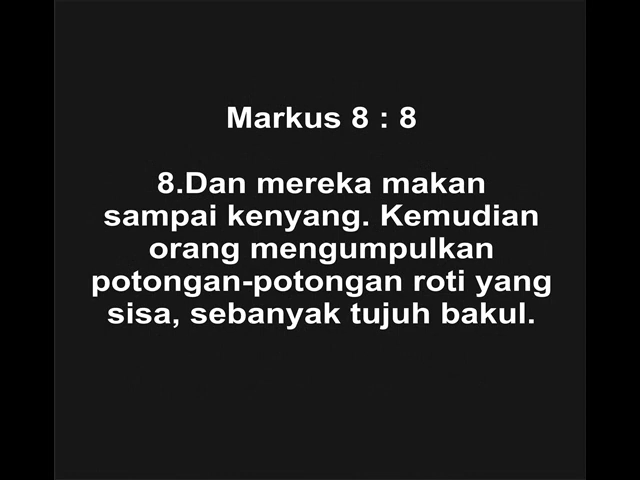 Markus 8 : 8
8.Dan mereka makan
sampai kenyang. Kemudian
orang mengumpulkan
potongan-potongan roti yang
sisa, sebanyak tujuh bakul.